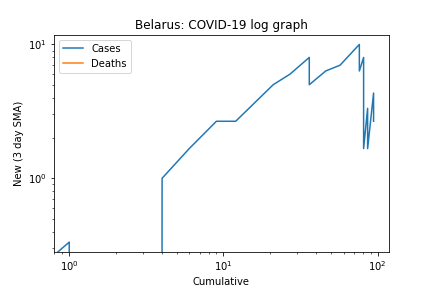 Belarus: COVID-19 log graph
Cases
Deaths
New (3 day SMA)
10¹
10⁰
10⁰
10¹
10²
Cumulative